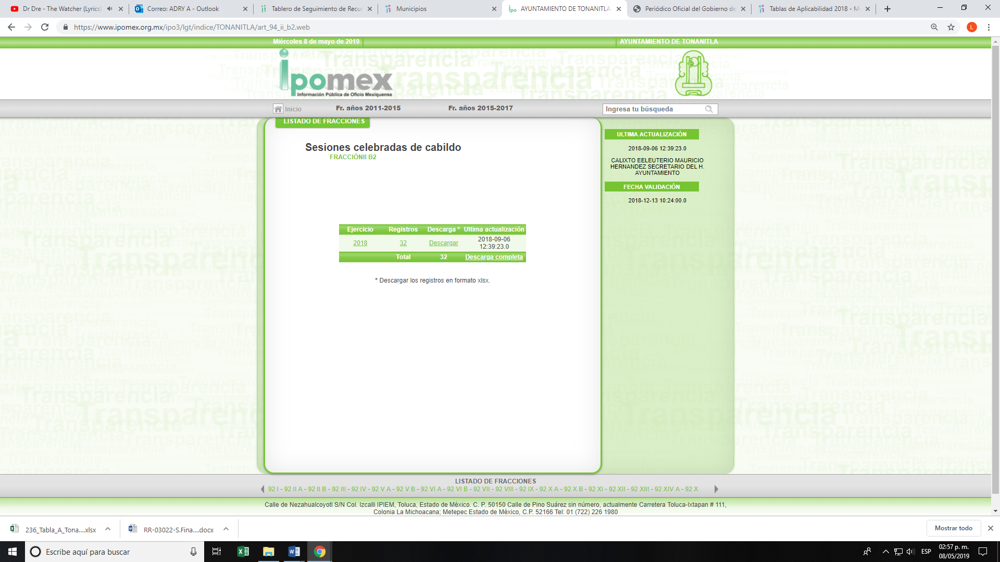 Dr Dre - The Watcher (Lyrics)
Correo: ADRY A - Outlook
Tablero de Seguimiento de Recur
Municipios
AYUNTAMIENTO DE TONANITLA
Periódico Oficial del Gobierno de
Tablas de Aplicabilidad 2018 - Mu
https://www.ipomex.org.mx/ipo3/lgt/indice/TONANITLA/art_94_ii_b2.web
L
Miércoles 8 de mayo de 2019
AYUNTAMIENTO DE TONANITLA
Transparencia
ipomex
Información Pública de Oficio Mexiquense
Inicio
Fr. años 2011-2015
Fr. años 2015-2017
Ingresa tu búsqueda
LISTADO DE FRACCIONES
Sesiones celebradas de cabildo
FRACCIÓNII B2
ULTIMA ACTUALIZACIÓN
2018-09-06 12:39:23.0
CALIXTO EELEUTERIO MAURICIO
HERNANDEZ SECRETARIO DEL H.
AYUNTAMIENTO
FECHA VALIDACIÓN
2018-12-13 10:24:00.0
Ejercicio Registros Descarga * Ultima actualización
2018 32 Descargar 2018-09-06
12:39:23.0
Total 32 Descarga completa
* Descargar los registros en formato xlsx.
LISTADO DE FRACCIONES
92 I - 92 II A - 92 II B - 92 III - 92 IV - 92 V A - 92 V B - 92 VI A - 92 VI B - 92 VII - 92 VIII - 92 IX - 92 X A - 92 X B - 92 XI - 92 XII - 92 XIII - 92 XIV A - 92 X
Calle de Nezahualcoyotl S/N Col. Izcalli IPIEM, Toluca, Estado de México. C. P. 50150 Calle de Pino Suárez sin número, actualmente Carretera Toluca-Ixtapan # 111,
Colonia La Michoacana; Metepec Estado de México, C.P. 52166 Tel: 01 (722) 226 1980
236_Tabla_A_Tona....xlsx
RR-03022-S.Fina....docx
Mostrar todo
Escribe aquí para buscar
ESP
02:57 p. m.
08/05/2019